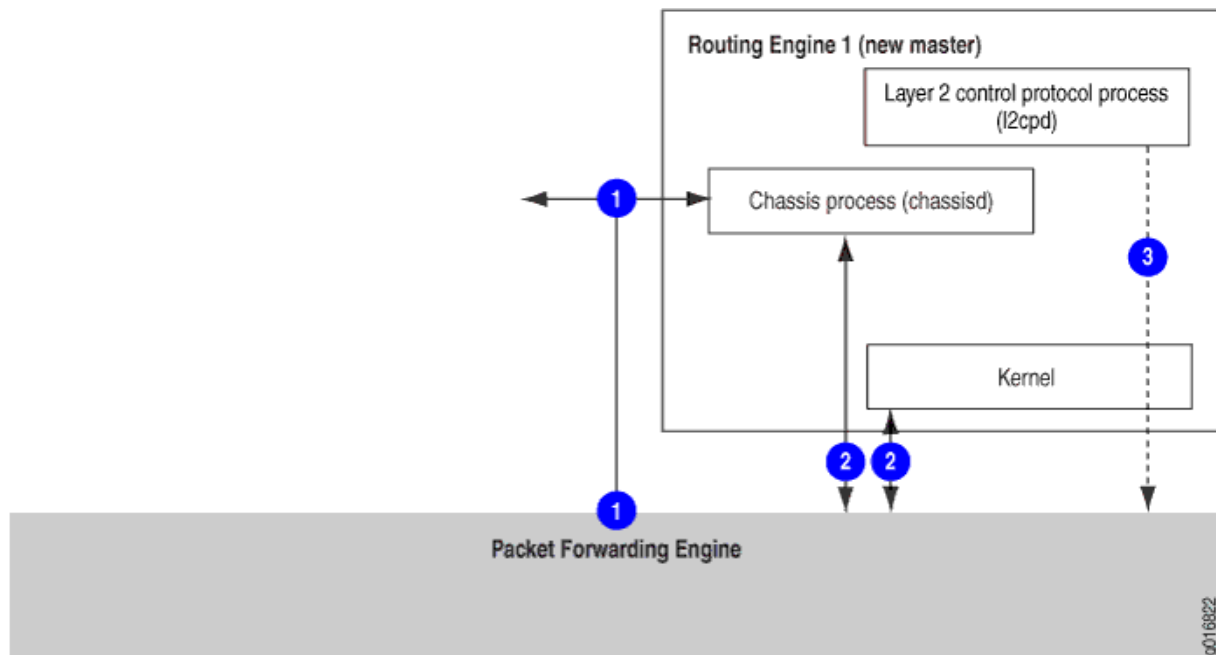 Routing Engine 1 (new master)
Layer 2 control protocol process
(l2cpd)
1
Chassis process (chassisd)
3
Kernel
2
2
1
Packet Forwarding Engine
g016822